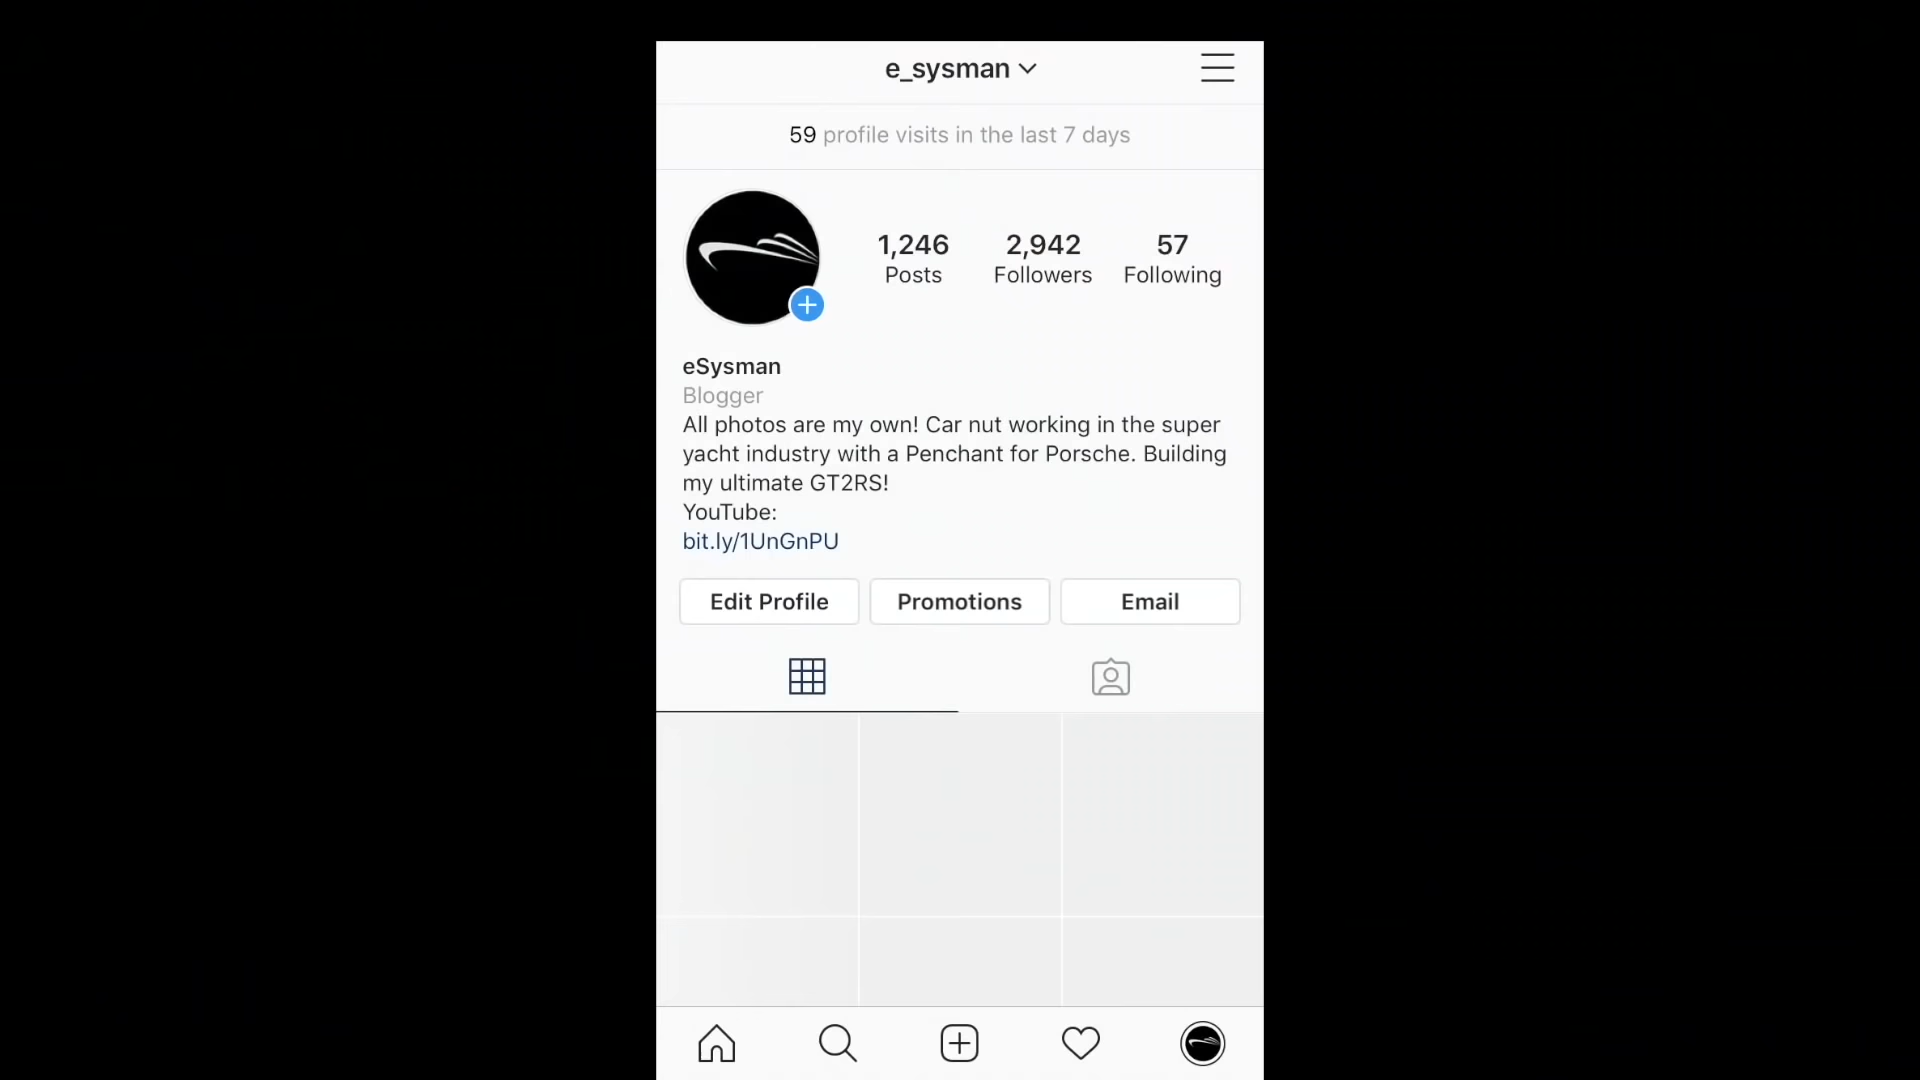 e_sysman
59 profile visits in the last 7 days
1,246 2,942 57
Posts Followers Following
eSysman
Blogger
All photos are my own! Car nut working in the super
yacht industry with a Penchant for Porsche. Building
my ultimate GT2RS!
YouTube:
bit.ly/1UnGnPU
Edit Profile Promotions Email